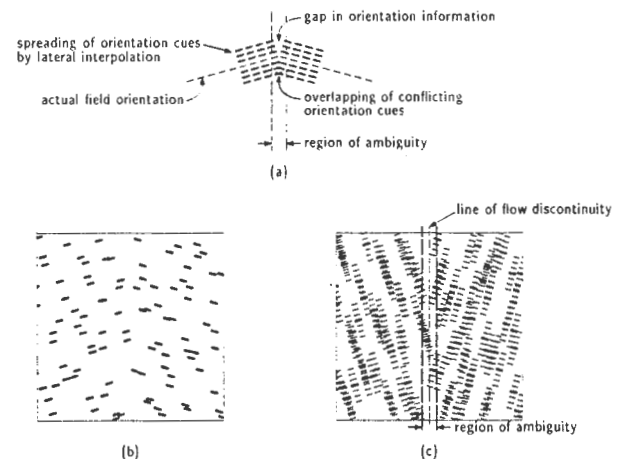 gap in orientation information
spreading of orientation cues
by lateral interpolation
actual field orientation
overlapping of conflicting
orientation cues
region of ambiguity
(a)
line of flow discontinuity
region of ambiguity
(b)
(c)